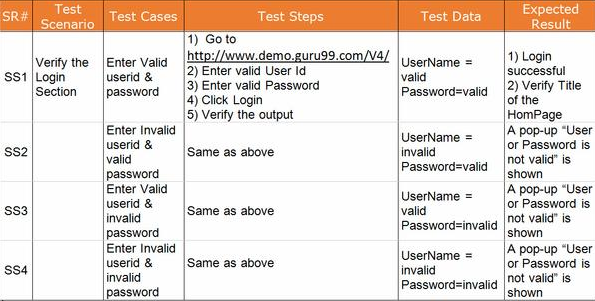 SR# Test Scenario Test Cases Test Steps Test Data Expected Result
SS1
Verify the
Login
Section
Enter Valid
userid &
password
1) Go to
http://www.demo.guru99.com/V4/
2) Enter valid User Id
3) Enter valid Password
4) Click Login
5) Verify the output
UserName =
valid
Password=valid
1) Login
successful
2) Verify Title
of the
HomPage
SS2
Enter Invalid
userid &
valid
password
Same as above
UserName =
invalid
Password=valid
A pop-up “User
or Password is
not valid” is
shown
SS3
Enter Valid
userid &
invalid
password
Same as above
UserName =
valid
Password=invalid
A pop-up “User
or Password is
not valid” is
shown
SS4
Enter Invalid
userid &
invalid
password
Same as above
UserName =
invalid
Password=invalid
A pop-up “User
or Password is
not valid” is
shown